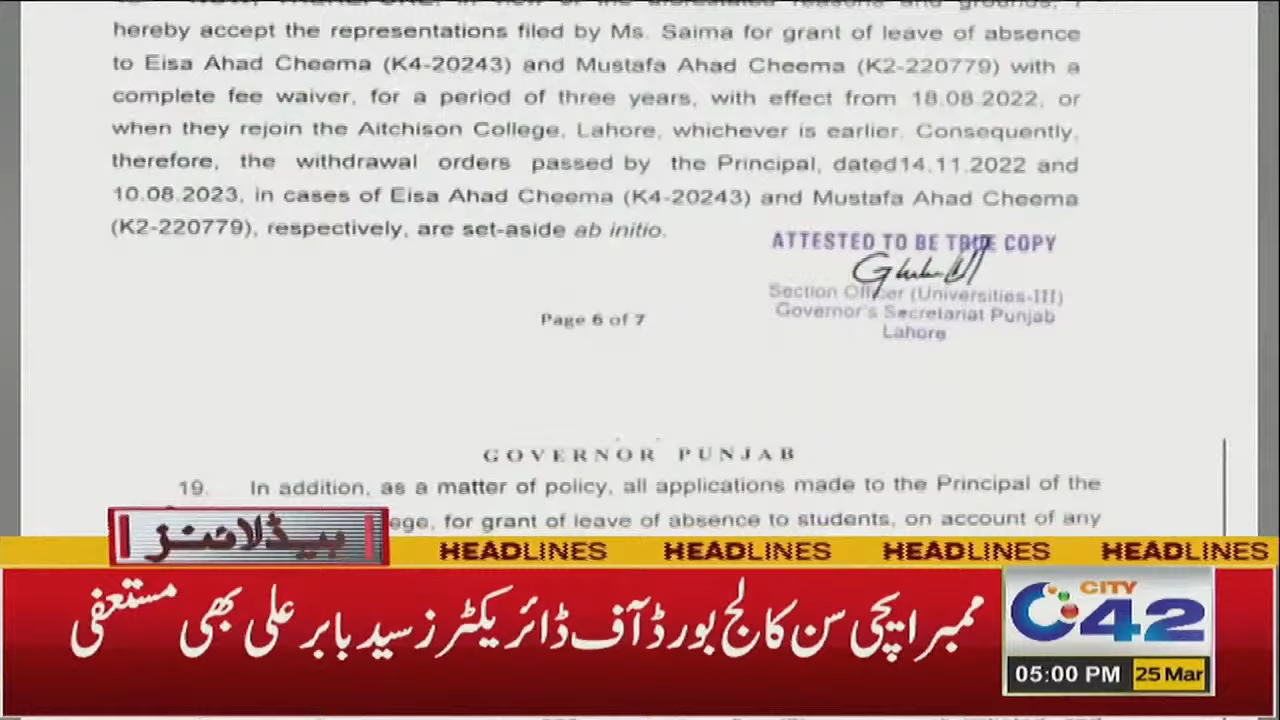 hereby accept the representations filed by Ms. Saima for grant of leave of absence
to Eisa Ahad Cheema (K4-20243) and Mustafa Ahad Cheema (K2-220779) with a
complete fee waiver, for a period of three years, with effect from 18.08.2022, or
when they rejoin the Aitchison College, Lahore, whichever is earlier. Consequently,
therefore, the withdrawal orders passed by the Principal, dated14.11.2022 and
10.08.2023, in cases of Eisa Ahad Cheema (K4-20243) and Mustafa Ahad Cheema
(K2-220779), respectively, are set-aside ab initio.
ATTESTED TO BE TRUE COPY
Section Officer (Universities-III)
Governor's Secretariat Punjab
Lahore
Page 6 of 7
GOVERNOR PUNJAB
19. In addition, as a matter of policy, all applications made to the Principal of the
ege, for grant of leave of absence to students, on account of any
ہیڈلائنز
HEADLINES HEADLINES HEADLINES HEADLINES
ممبر ایچی سن کالج بورڈ آف ڈائریکٹرز سید بابر علی بھی مستعفی
CITY
42
05:00 PM 25 Mar